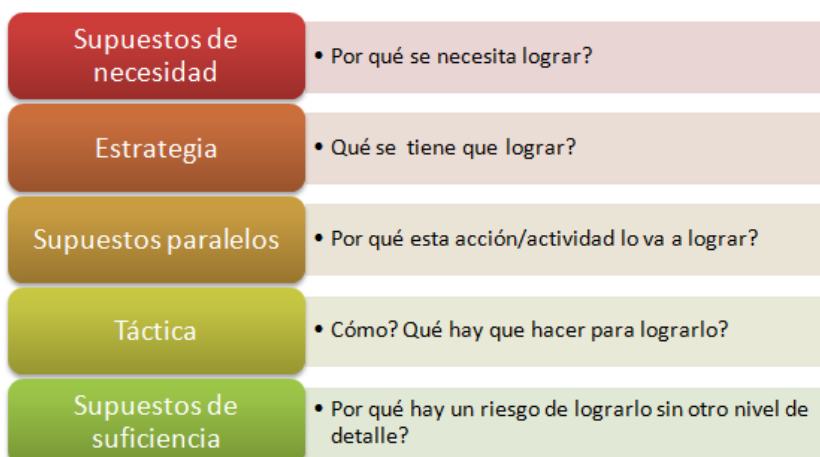 Supuestos de
necesidad
• Por qué se necesita lograr?
Estrategia
• Qué se tiene que lograr?
Supuestos paralelos
• Por qué esta acción/actividad lo va a lograr?
Táctica
• Cómo? Qué hay que hacer para lograrlo?
Supuestos de
suficiencia
• Por qué hay un riesgo de lograrlo sin otro nivel de
detalle?